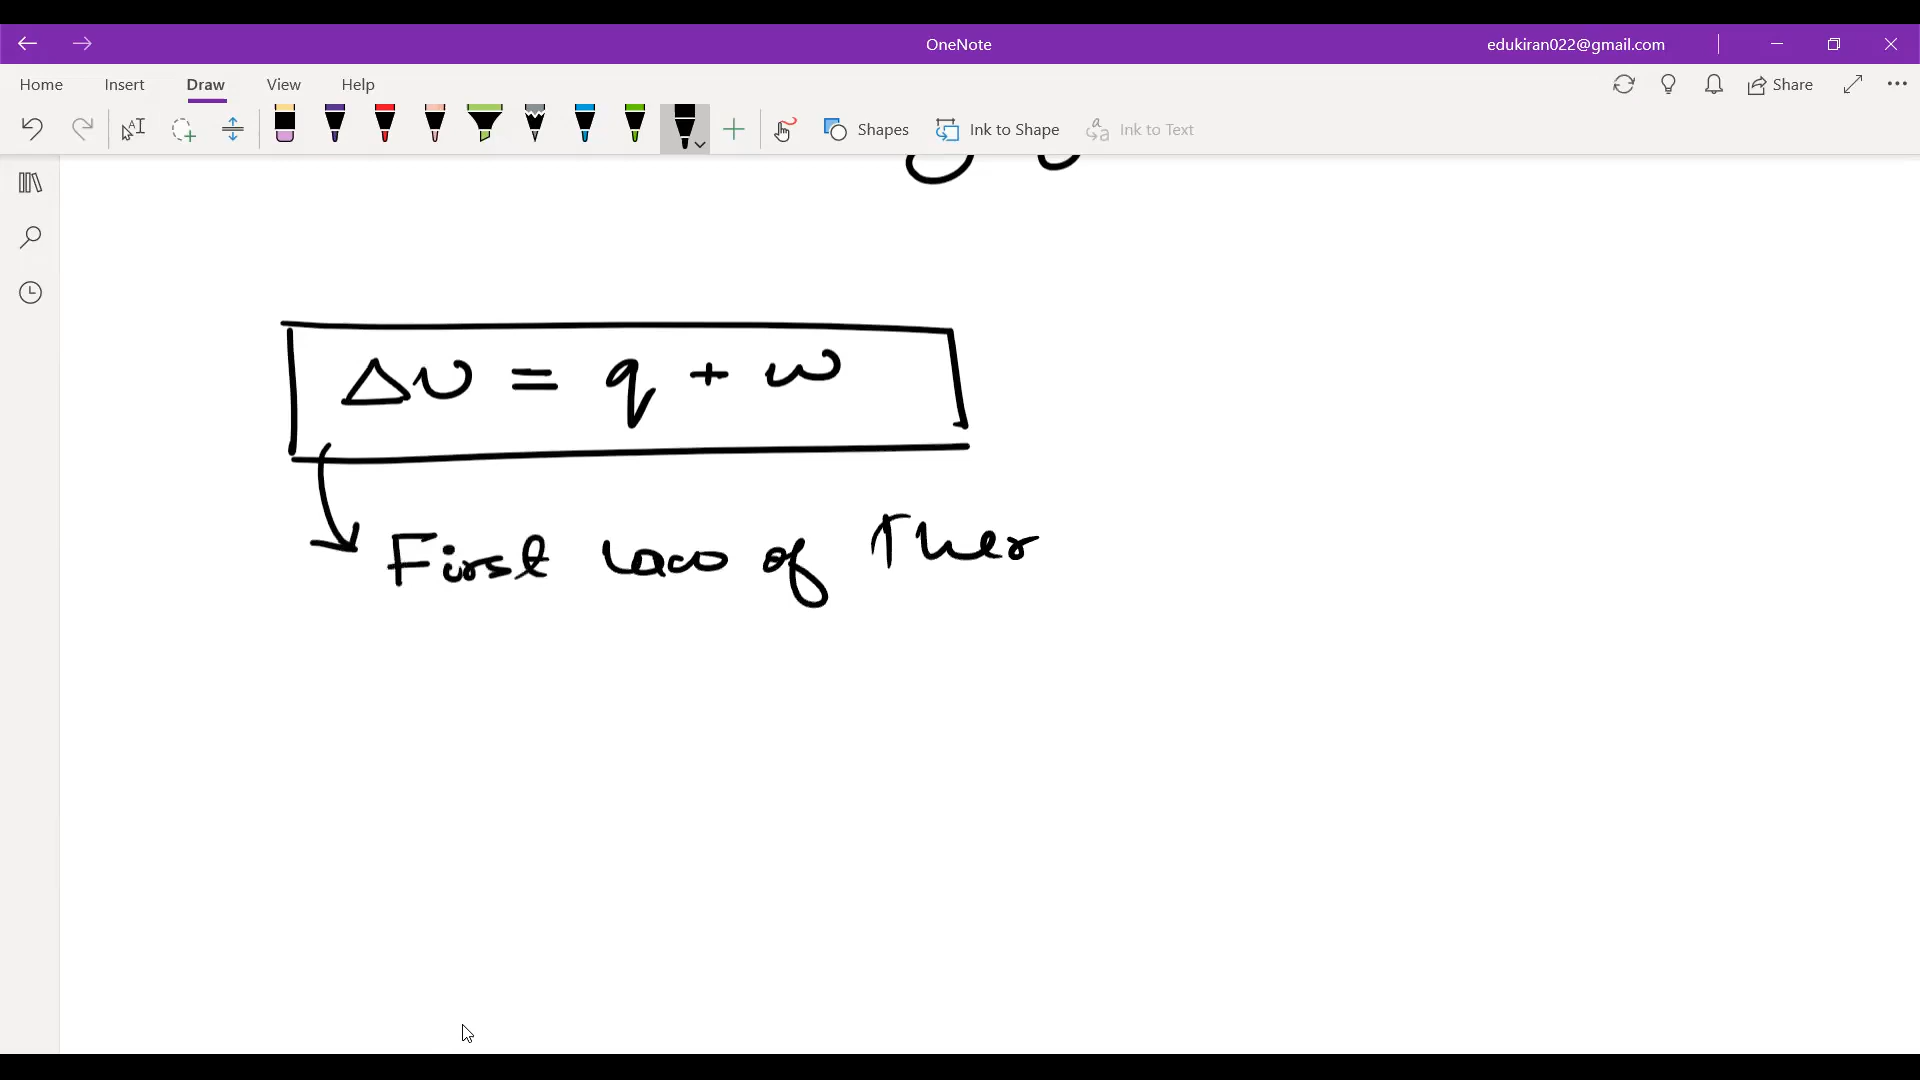 OneNote
edukiran022@gmail.com
Home Insert Draw View Help
Share
Shapes Ink to Shape Ink to Text
ΔU = q + w
First law of Ther